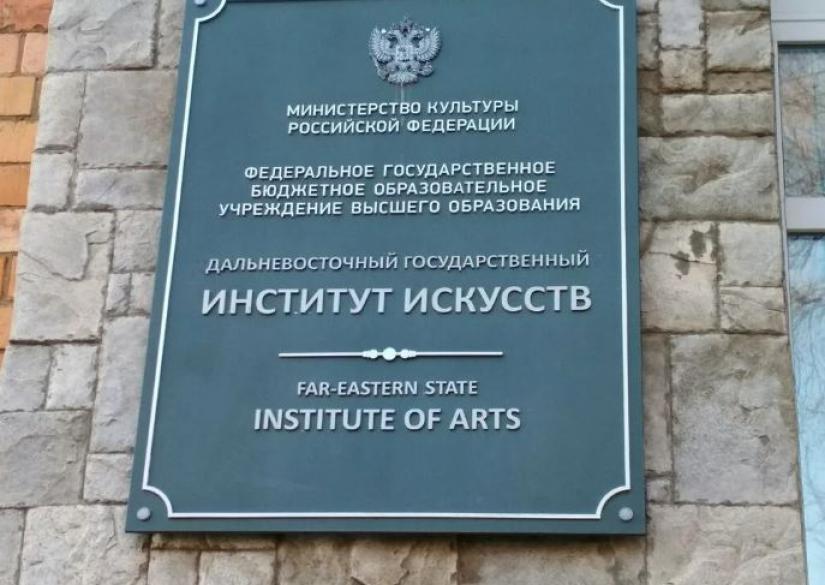 МИНИСТЕРСТВО КУЛЬТУРЫ
РОССИЙСКОЙ ФЕДЕРАЦИИ
ФЕДЕРАЛЬНОЕ ГОСУДАРСТВЕННОЕ
БЮДЖЕТНОЕ ОБРАЗОВАТЕЛЬНОЕ
УЧРЕЖДЕНИЕ ВЫСШЕГО ОБРАЗОВАНИЯ
ДАЛЬНЕВОСТОЧНЫЙ ГОСУДАРСТВЕННЫЙ
ИНСТИТУТ ИСКУССТВ
FAR-EASTERN STATE
INSTITUTE OF ARTS